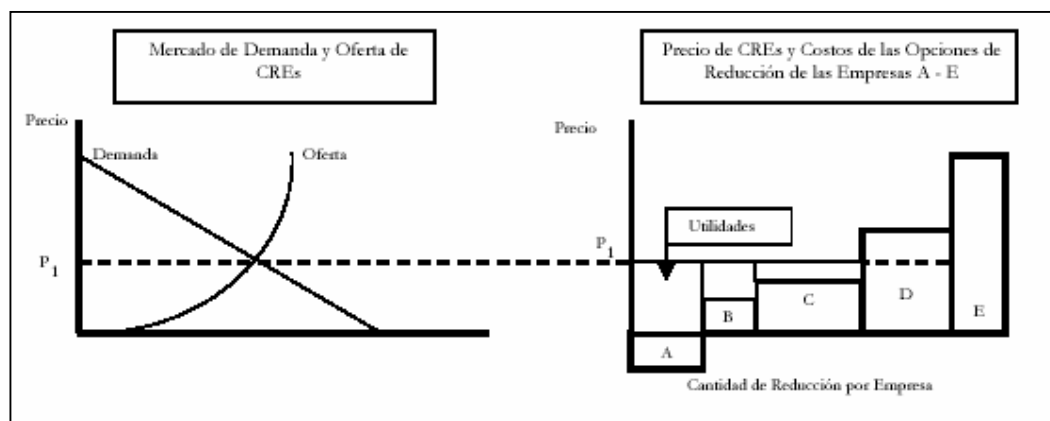 Mercado de Demanda y Oferta de
CREs
Precio de CREs y Costos de las Opciones de
Reducción de las Empresas A - E
Precio
Demanda
Oferta
P1
Precio
Utilidades
P1
A
B
C
D
E
Cantidad de Reducción por Empresa